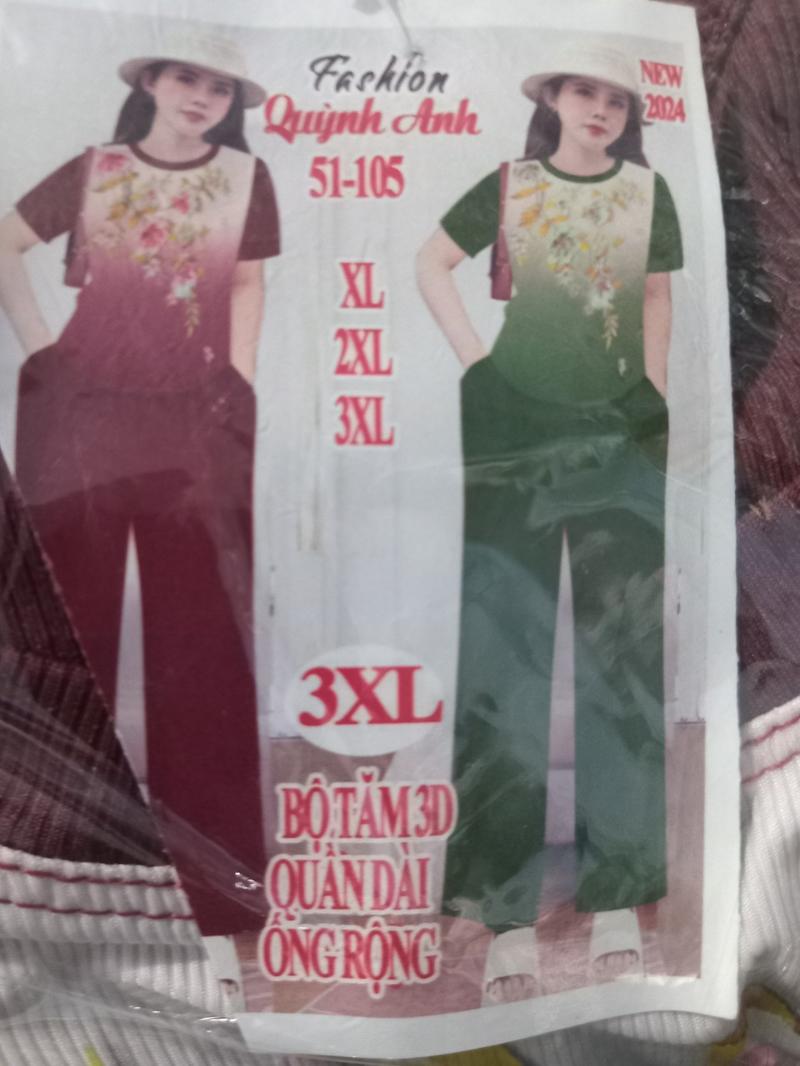 Fashion
Quỳnh Anh
NEW
2024
51-105
XL
2XL
3XL
3XL
BỘ TĂM 3D
QUẦN DÀI
ỐNG RỘNG